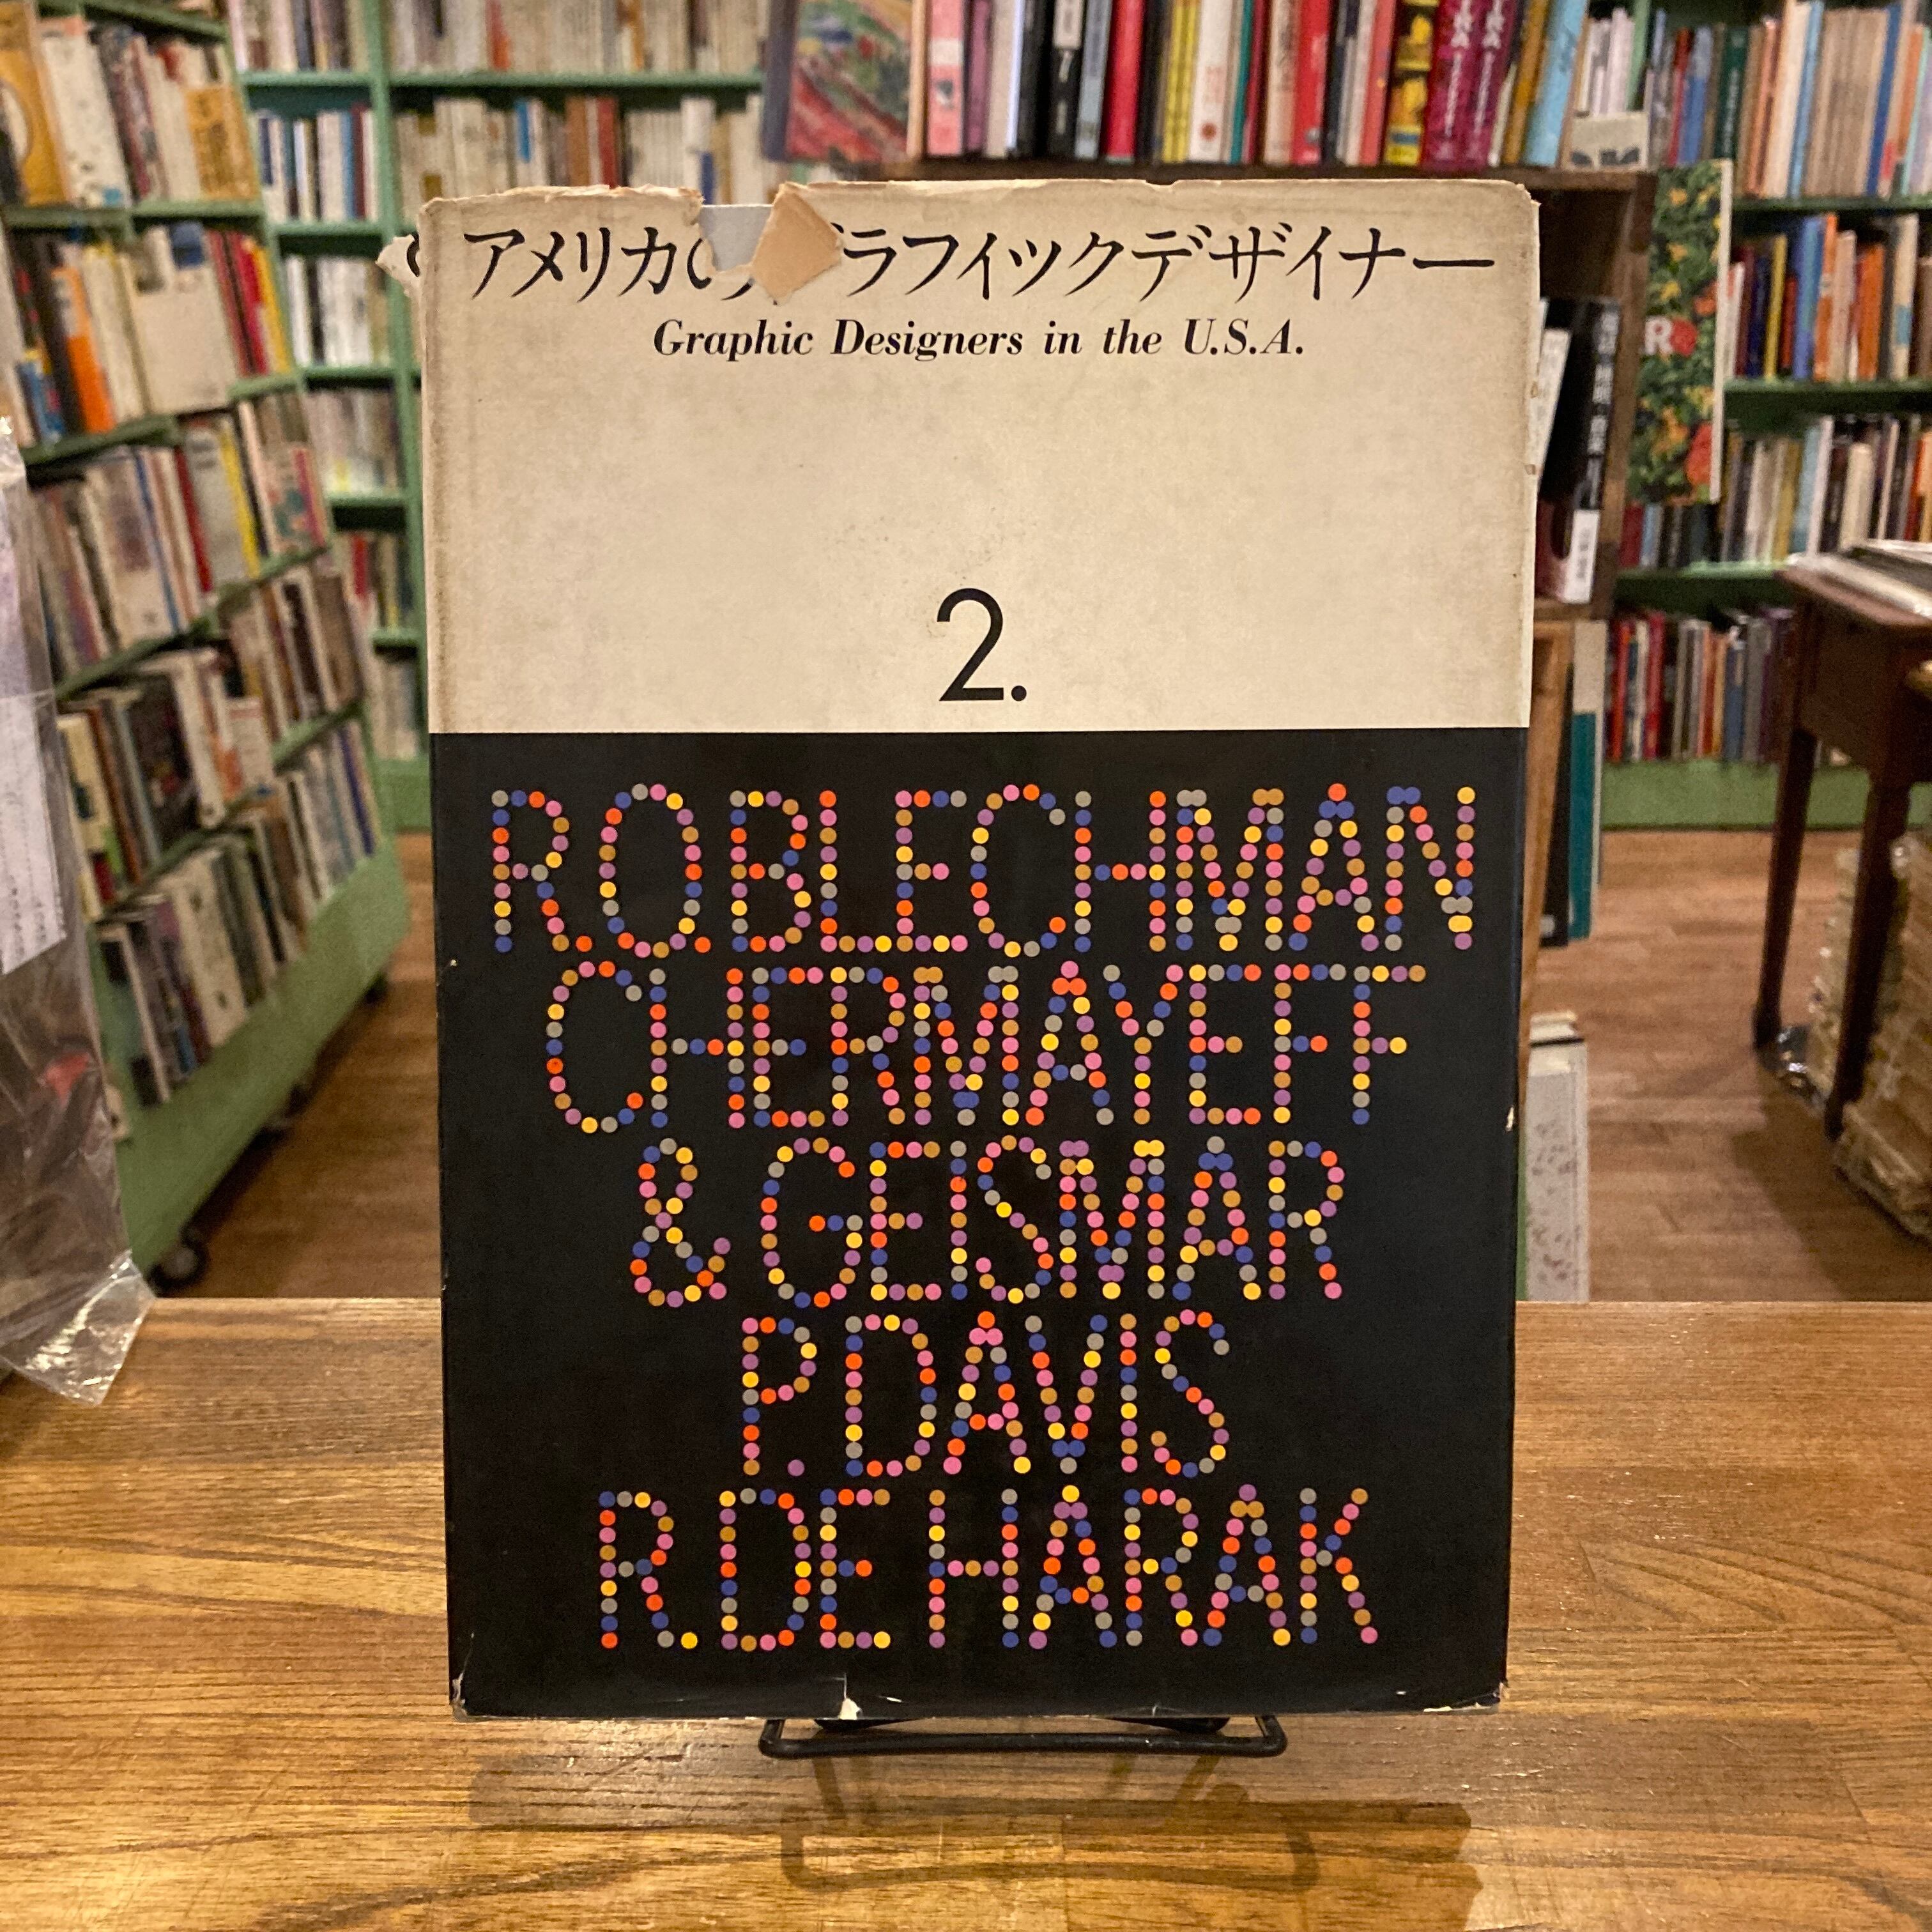 アメリカのグラフィックデザイナー
Graphic Designers in the U.S.A.
2.
R.O.BLECHMAN
CHERMAYEFF
& GEISMAR
P.DAVIS
R.DE HARAK